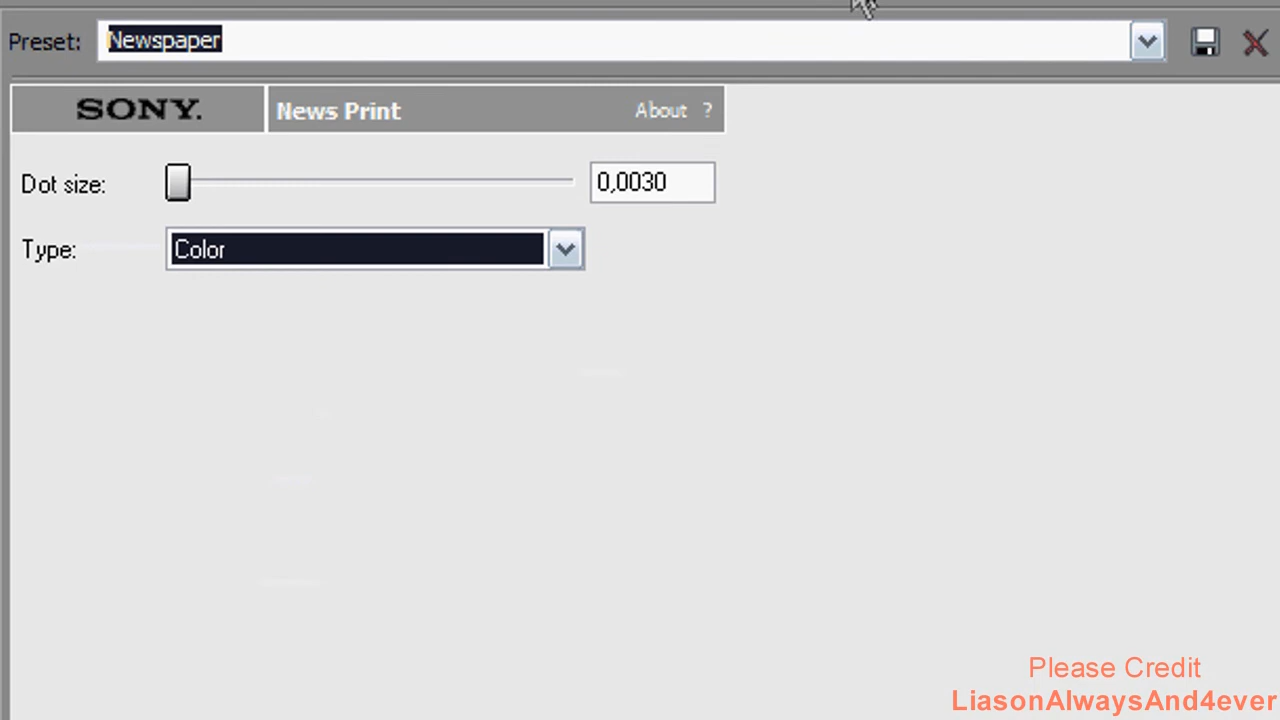 Preset: Newspaper
SONY. News Print About ?
Dot size: 0,0030
Type: Color
Please Credit
LiasonAlwaysAnd4ever